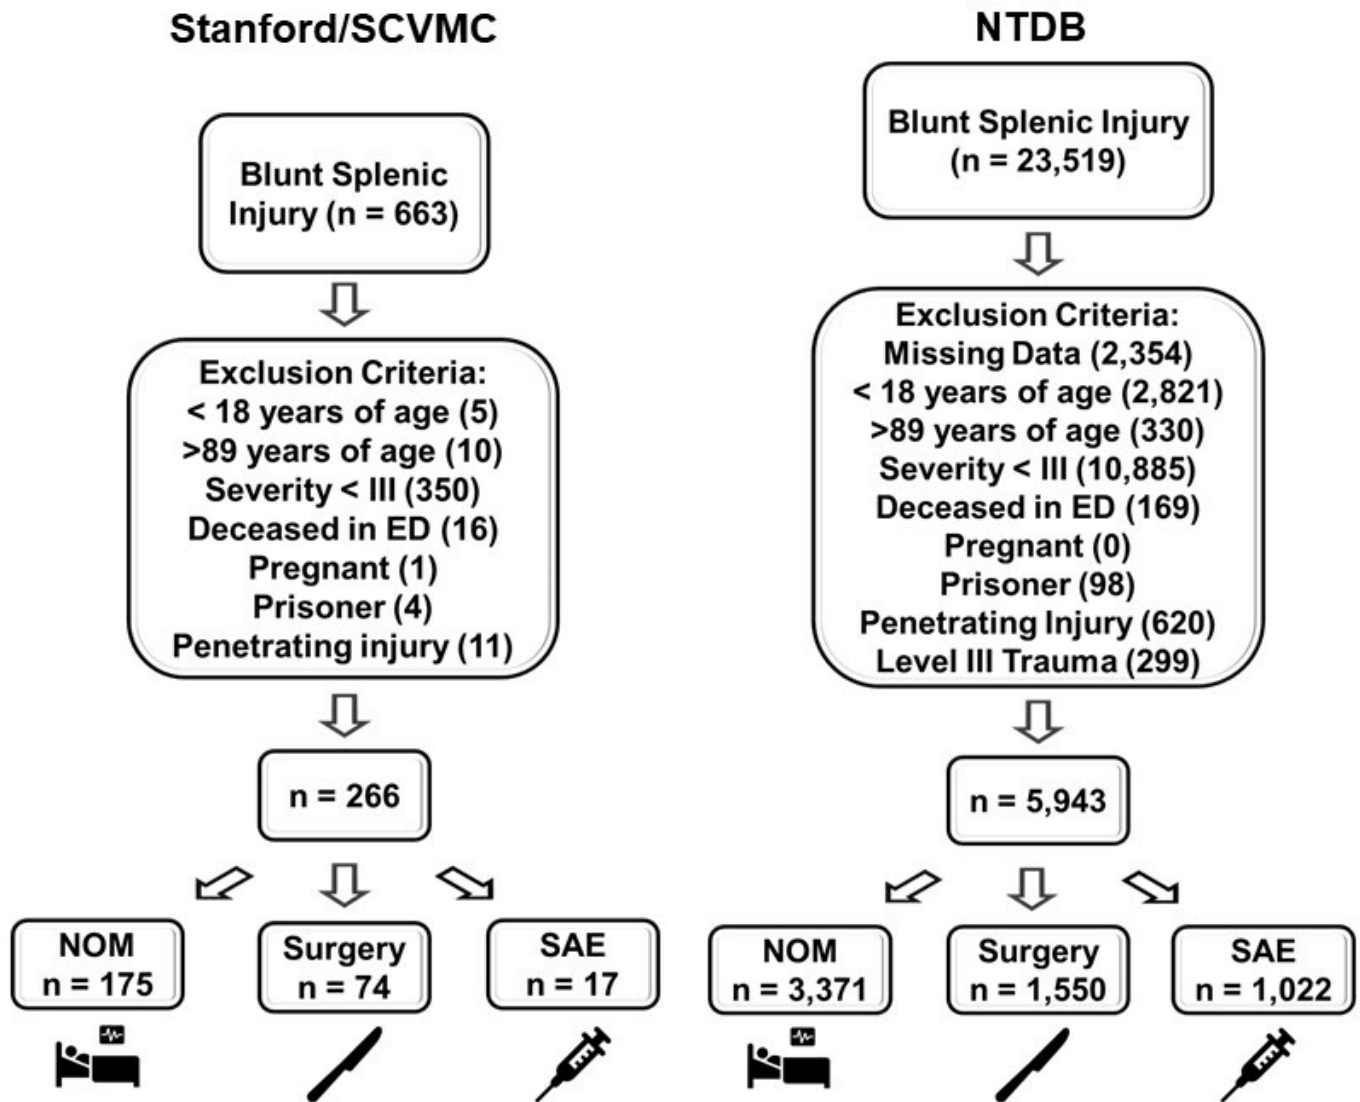 Stanford/SCVMC
Blunt Splenic
Injury (n = 663)
Exclusion Criteria:
< 18 years of age (5)
>89 years of age (10)
Severity < III (350)
Deceased in ED (16)
Pregnant (1)
Prisoner (4)
Penetrating injury (11)
n = 266
NOM
n = 175
Surgery
n = 74
SAE
n = 17
NTDB
Blunt Splenic Injury
(n = 23,519)
Exclusion Criteria:
Missing Data (2,354)
< 18 years of age (2,821)
>89 years of age (330)
Severity < III (10,885)
Deceased in ED (169)
Pregnant (0)
Prisoner (98)
Penetrating Injury (620)
Level III Trauma (299)
n = 5,943
NOM
n = 3,371
Surgery
n = 1,550
SAE
n = 1,022